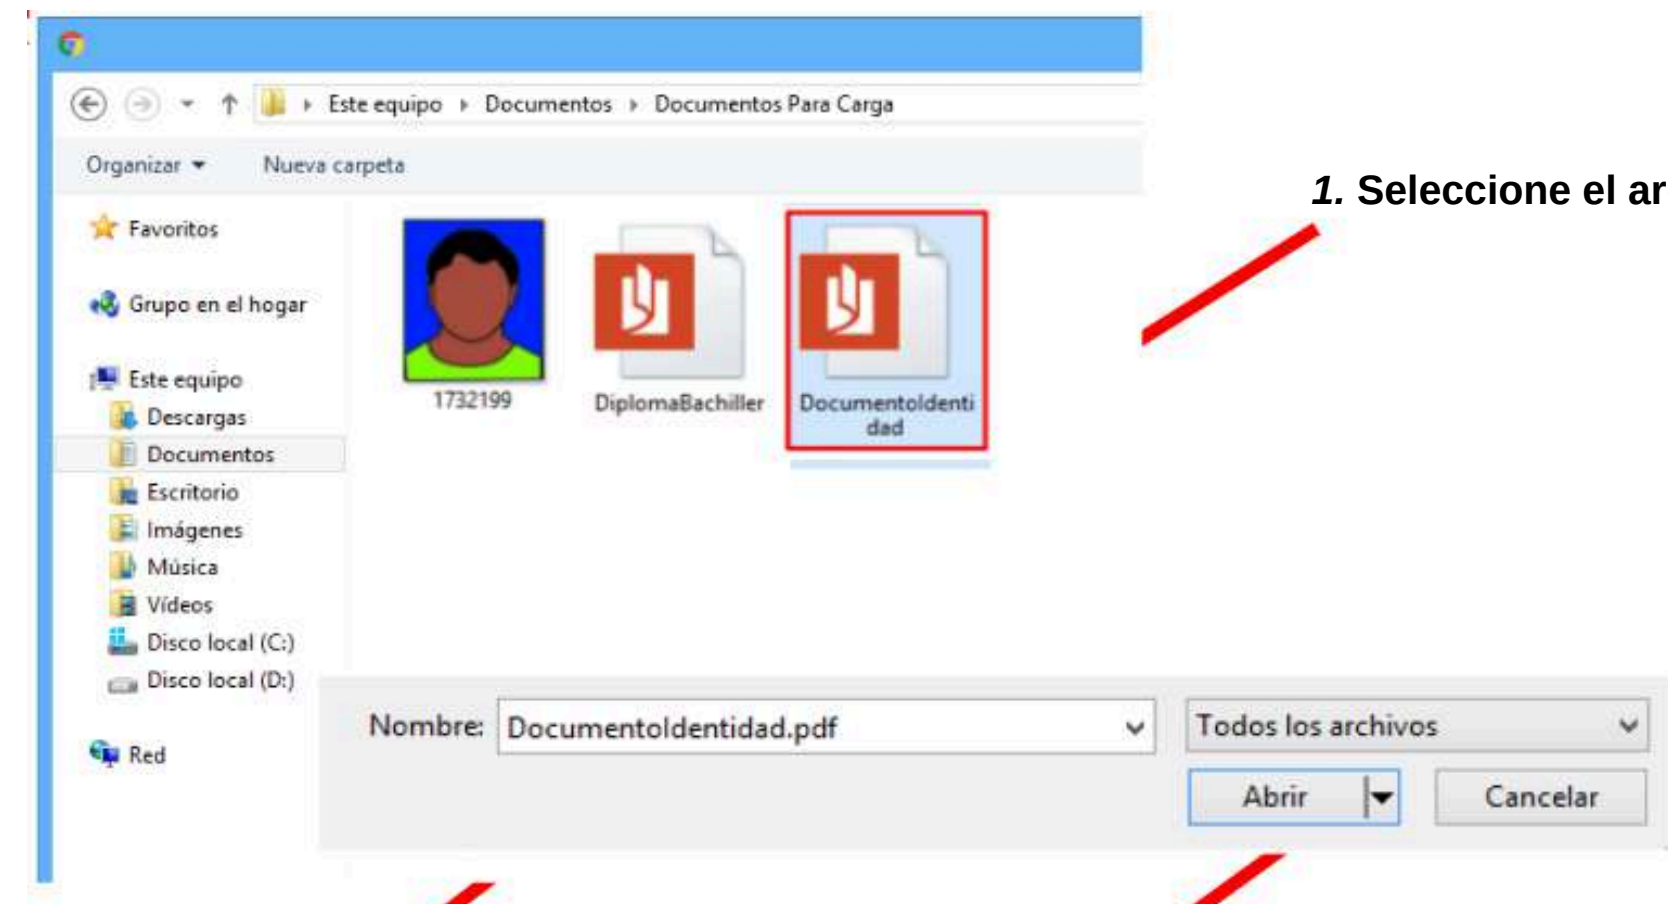 Este equipo Documentos Documentos Para Carga
Organizar Nueva carpeta
1. Seleccione el ar
Favoritos
Grupo en el hogar
Este equipo
Descargas
Documentos
Escritorio
Imágenes
Música
Vídeos
Disco local (C:)
Disco local (D:)
Red
1732199
DiplomaBachiller
DocumentoIdenti
dad
Nombre: DocumentoIdentidad.pdf
Todos los archivos
Abrir Cancelar